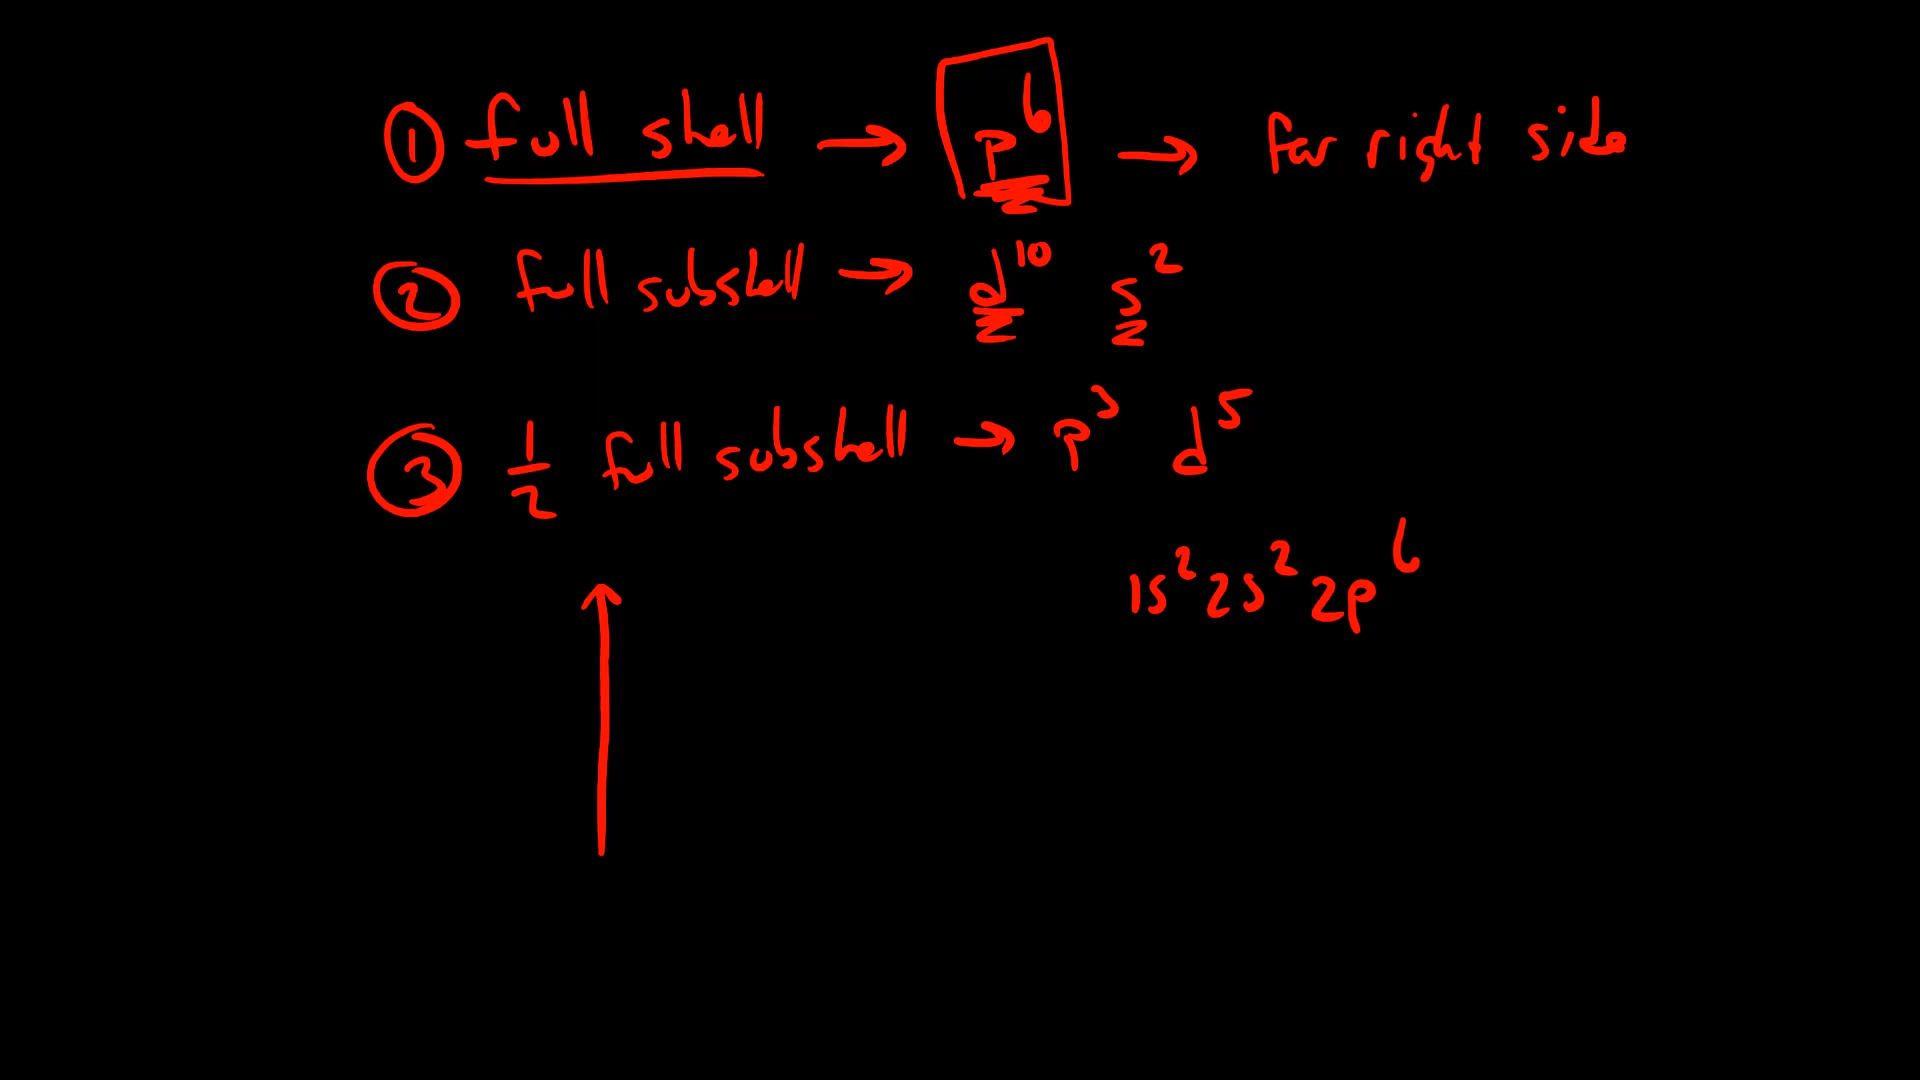 ① full shell → p⁶ → far right side
② full subshell → d¹⁰ s²
③ 1/2 full subshell → p³ d⁵
1s² 2s² 2p⁶